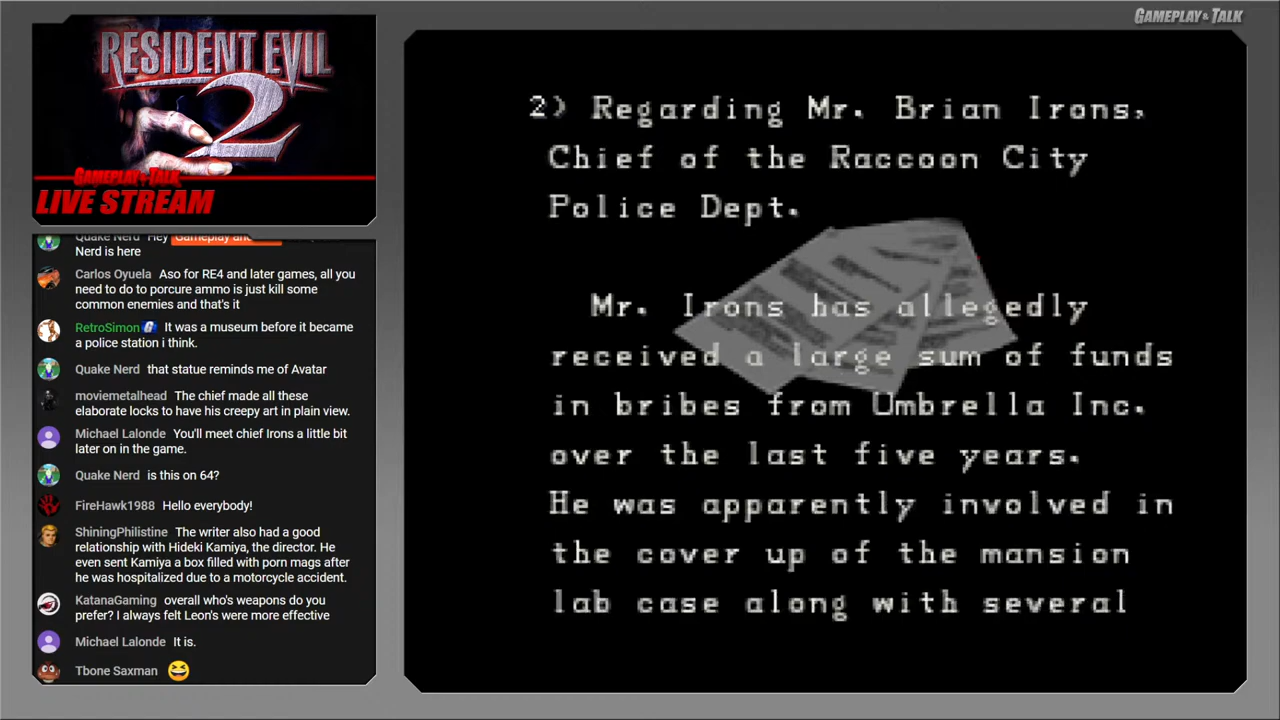 GAMEPLAY & TALK
RESIDENT EVIL
2
GAMEPLAY & TALK
LIVE STREAM
Quake Nerd Hey Gameplay and
Nerd is here
Carlos Oyuela Aso for RE4 and later games, all you
need to do to porcure ammo is just kill some
common enemies and that's it
RetroSimon It was a museum before it became
a police station i think.
Quake Nerd that statue reminds me of Avatar
moviemetalhead The chief made all these
elaborate locks to have his creepy art in plain view.
Michael Lalonde You'll meet chief Irons a little bit
later on in the game.
Quake Nerd is this on 64?
FireHawk1988 Hello everybody!
ShiningPhilistine The writer also had a good
relationship with Hideki Kamiya, the director. He
even sent Kamiya a box filled with porn mags after
he was hospitalized due to a motorcycle accident.
KatanaGaming overall who's weapons do you
prefer? I always felt Leon's were more effective
Michael Lalonde It is.
Tbone Saxman 😆
2) Regarding Mr. Brian Irons,
Chief of the Raccoon City
Police Dept.
Mr. Irons has allegedly
received a large sum of funds
in bribes from Umbrella Inc.
over the last five years.
He was apparently involved in
the cover up of the mansion
lab case along with several